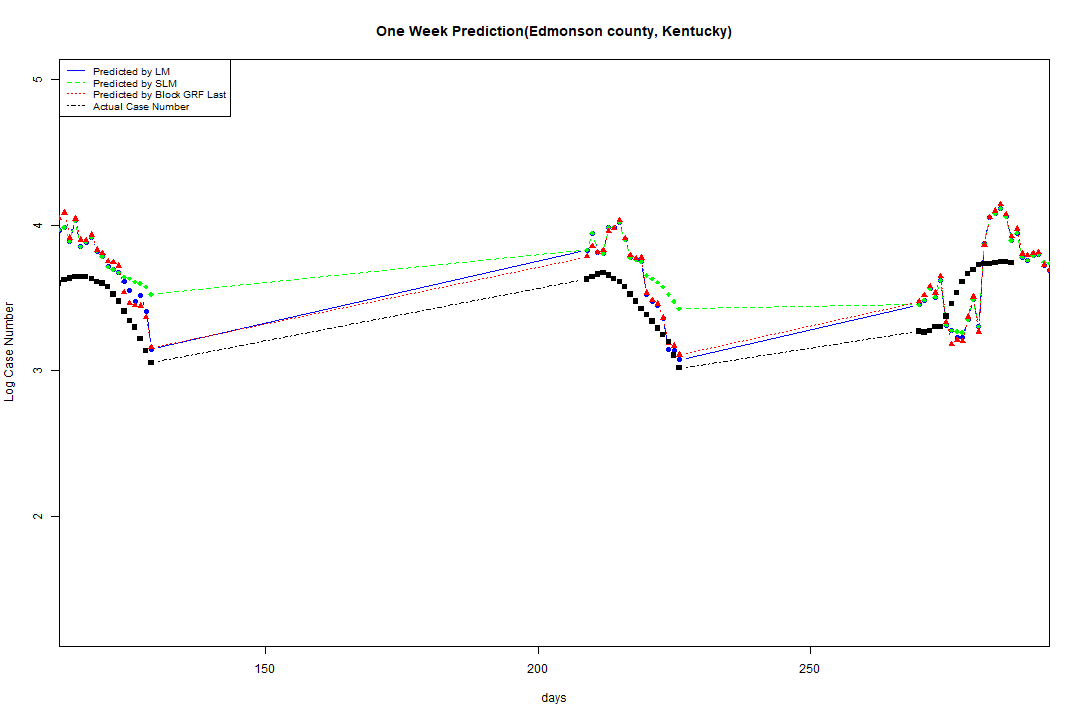 One Week Prediction(Edmonson county, Kentucky)
Predicted by LM
Predicted by SLM
Predicted by Block GRF Last
Actual Case Number
5
4
3
2
Log Case Number
150
200
250
days